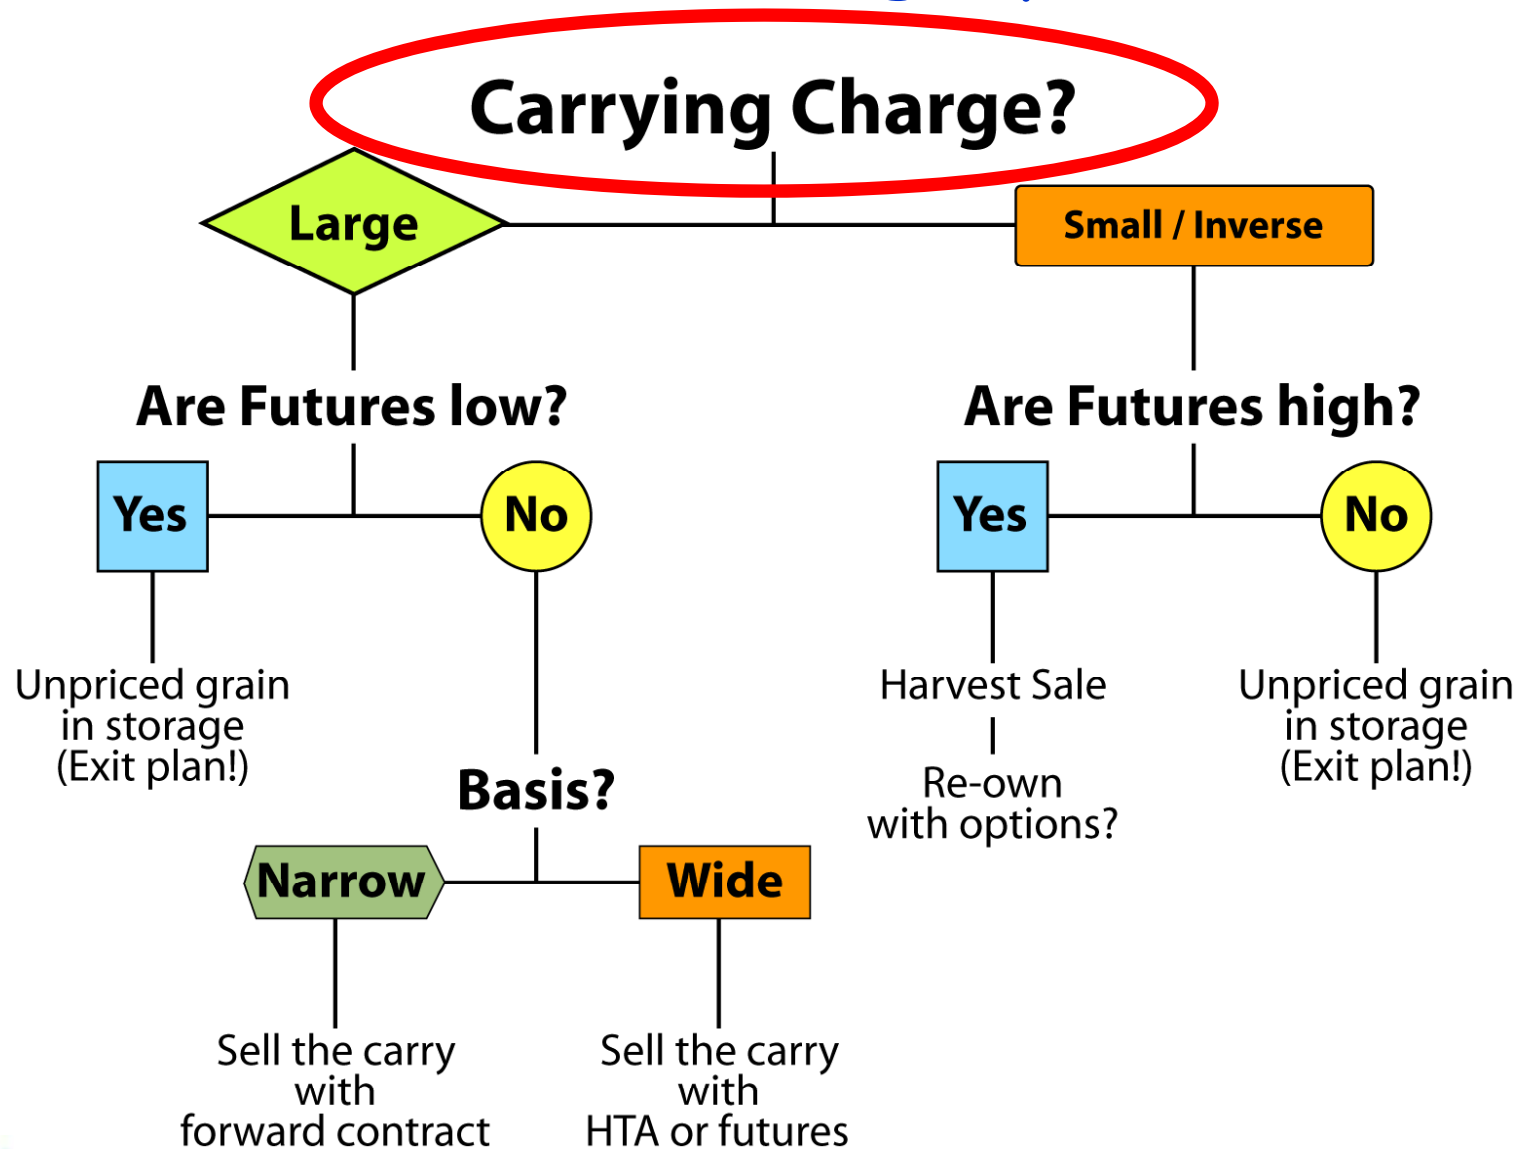 Carrying Charge?
Large
Small / Inverse
Are Futures low?
Are Futures high?
Yes
No
Yes
No
Unpriced grain
in storage
(Exit plan!)
Harvest Sale
Re-own
with options?
Unpriced grain
in storage
(Exit plan!)
Basis?
Narrow
Wide
Sell the carry
with
forward contract
Sell the carry
with
HTA or futures